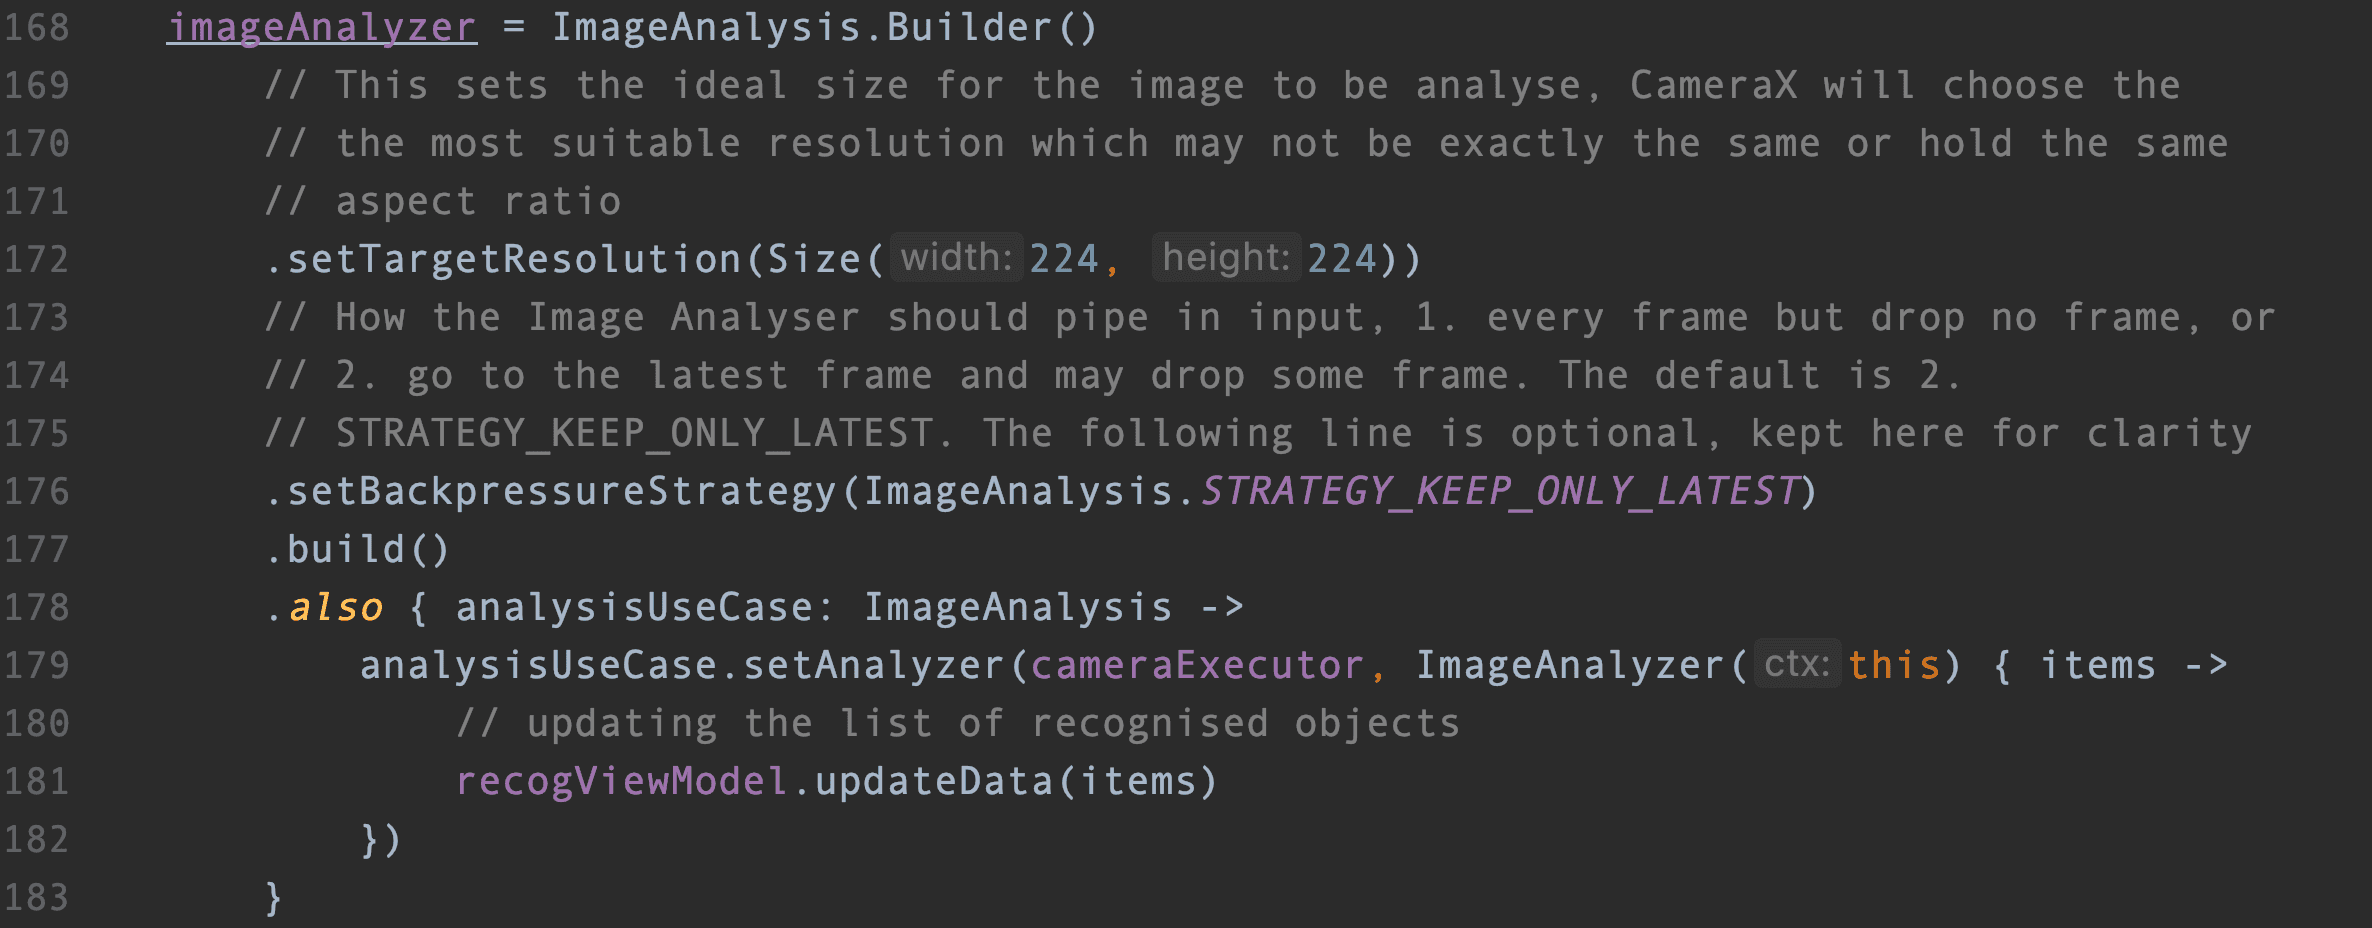 168 imageAnalyzer = ImageAnalysis.Builder()
169 // This sets the ideal size for the image to be analyse, CameraX will choose the
170 // the most suitable resolution which may not be exactly the same or hold the same
171 // aspect ratio
172 .setTargetResolution(Size( width: 224, height: 224))
173 // How the Image Analyser should pipe in input, 1. every frame but drop no frame, or
174 // 2. go to the latest frame and may drop some frame. The default is 2.
175 // STRATEGY_KEEP_ONLY_LATEST. The following line is optional, kept here for clarity
176 .setBackpressureStrategy(ImageAnalysis.STRATEGY_KEEP_ONLY_LATEST)
177 .build()
178 .also { analysisUseCase: ImageAnalysis ->
179 analysisUseCase.setAnalyzer(cameraExecutor, ImageAnalyzer( ctx: this) { items ->
180 // updating the list of recognised objects
181 recogViewModel.updateData(items)
182 })
183 }